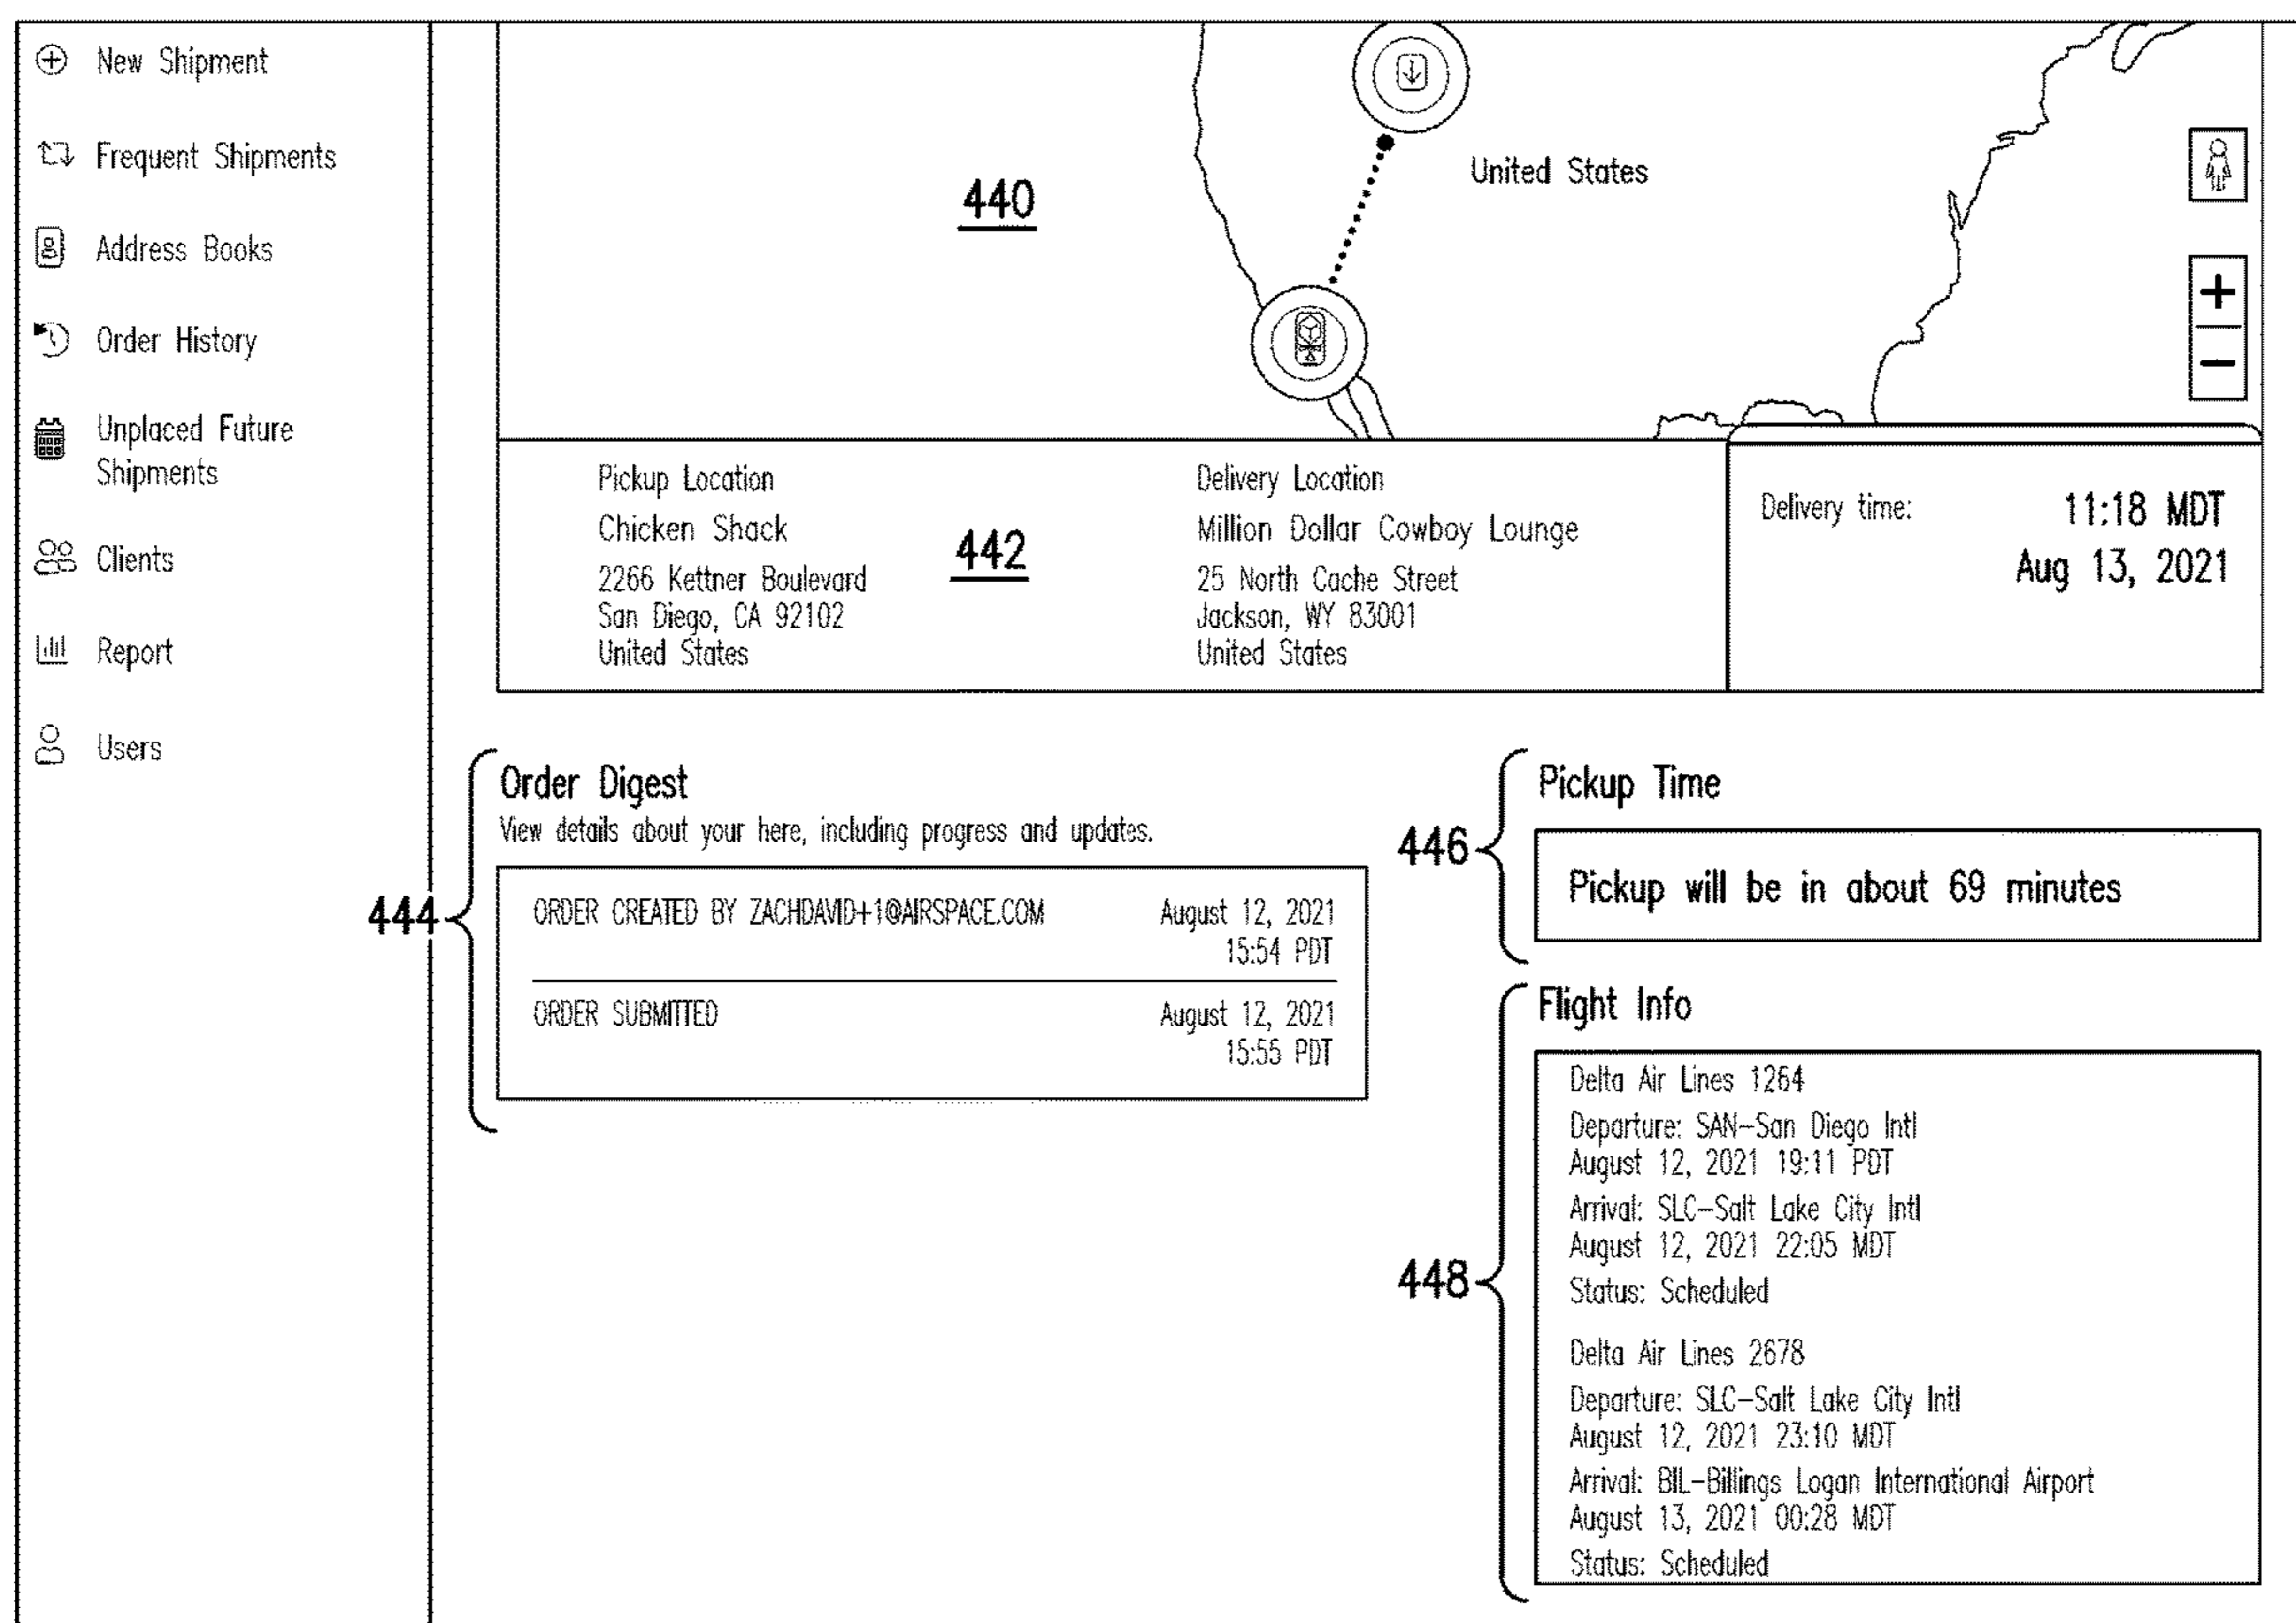 New Shipment
Frequent Shipments
Address Books
Order History
Unplaced Future
Shipments
Clients
Report
Users
440
United States
+
−
Pickup Location
Chicken Shack
2266 Kettner Boulevard
San Diego, CA 92102
United States
442
Delivery Location
Million Dollar Cowboy Lounge
25 North Cache Street
Jackson, WY 83001
United States
Delivery time:
11:18 MDT
Aug 13, 2021
444
Order Digest
View details about your here, including progress and updates.
ORDER CREATED BY ZACHDAVID+1@AIRSPACE.COM
August 12, 2021
15:54 PDT
ORDER SUBMITTED
August 12, 2021
15:55 PDT
446
Pickup Time
Pickup will be in about 69 minutes
448
Flight Info
Delta Air Lines 1264
Departure: SAN–San Diego Intl
August 12, 2021 19:11 PDT
Arrival: SLC–Salt Lake City Intl
August 12, 2021 22:05 MDT
Status: Scheduled
Delta Air Lines 2678
Departure: SLC–Salt Lake City Intl
August 12, 2021 23:10 MDT
Arrival: BIL–Billings Logan International Airport
August 13, 2021 00:28 MDT
Status: Scheduled